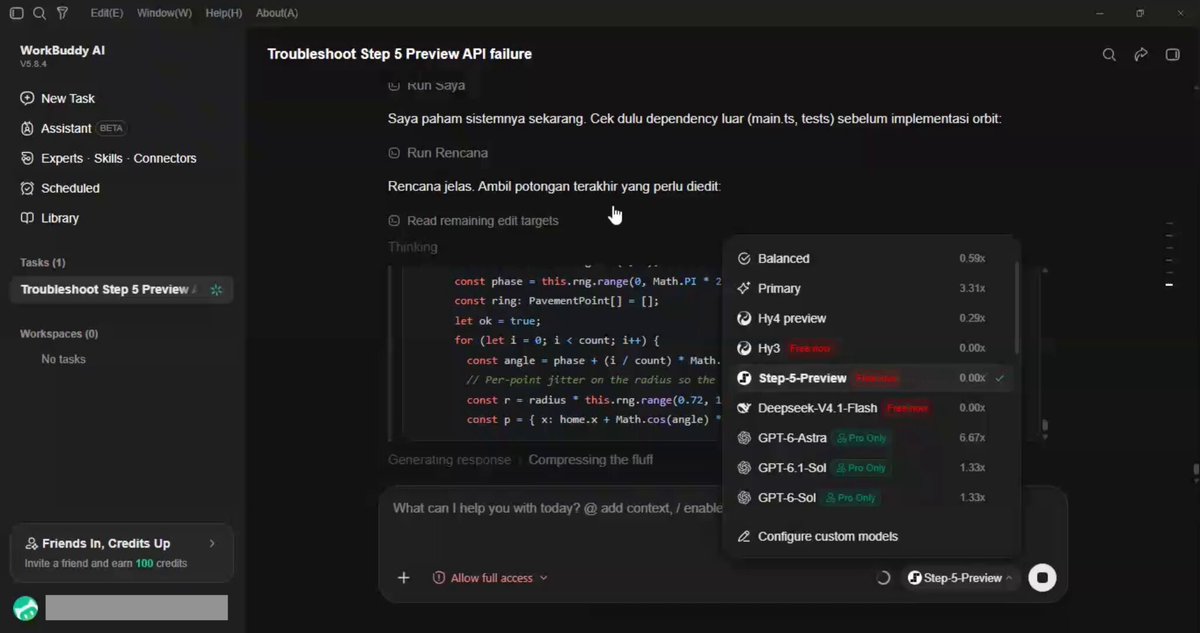 Edit(E) Window(W) Help(H) About(A)
WorkBuddy AI
V5.8.4
New Task
Assistant BETA
Experts · Skills · Connectors
Scheduled
Library
Tasks (1)
Troubleshoot Step 5 Preview
Workspaces (0)
No tasks
Friends In, Credits Up
Invite a friend and earn 100 credits
Troubleshoot Step 5 Preview API failure
Run Saya
Saya paham sistemnya sekarang. Cek dulu dependency luar (main.ts, tests) sebelum implementasi orbit:
Run Rencana
Rencana jelas. Ambil potongan terakhir yang perlu diedit:
Read remaining edit targets
Thinking
const phase = this.rng.range(0, Math.PI * 2
const ring: PavementPoint[] = [];
let ok = true;
for (let i = 0; i < count; i++) {
const angle = phase + (i / count) * Math.
// Per-point jitter on the radius so the
const r = radius * this.rng.range(0.72, 1
const p = { x: home.x + Math.cos(angle) *
Generating response Compressing the fluff
Balanced 0.59x
Primary 3.31x
Hy4 preview 0.29x
Hy3 Free now 0.00x
Step-5-Preview Free now 0.00x
Deepseek-V4.1-Flash Free now 0.00x
GPT-6-Astra Pro Only 6.67x
GPT-6.1-Sol Pro Only 1.33x
GPT-6-Sol Pro Only 1.33x
Configure custom models
What can I help you with today? @ add context, / enable
Allow full access
Step-5-Preview